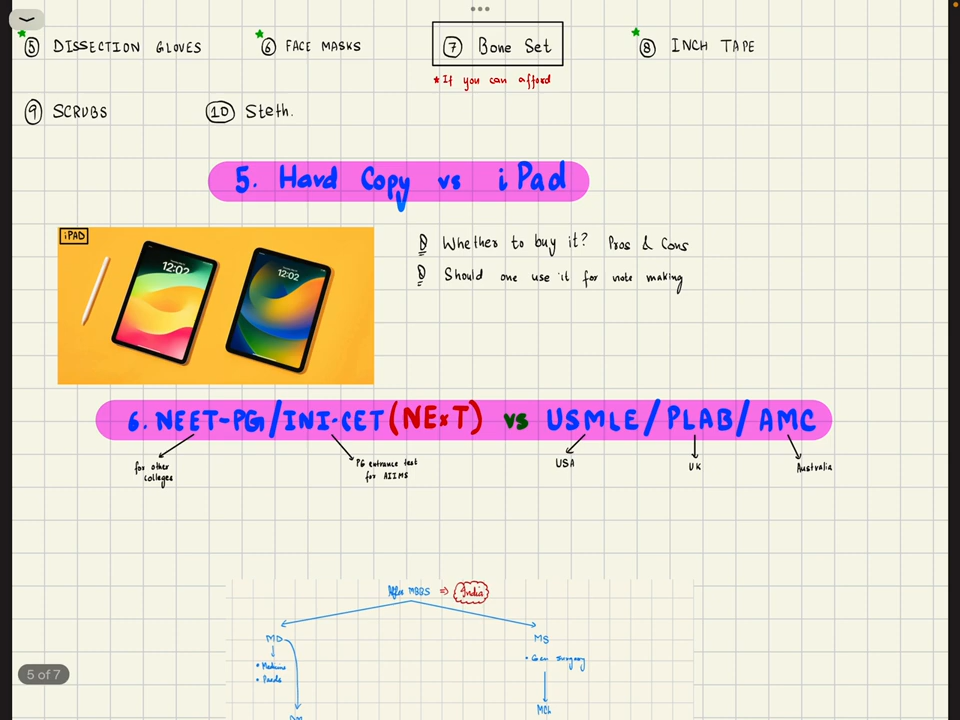 5 DISSECTION GLOVES 6 FACE MASKS 7 Bone Set 8 INCH TAPE
*If you can afford
9 SCRUBS 10 Steth.
5. Hard Copy vs iPad
iPAD
12:02
12:02
Q Whether to buy it? Pros & Cons
Q Should one use it for note making
6. NEET-PG/INI-CET (NExT) vs USMLE/PLAB/AMC
for other colleges
PG entrance test for AIIMS
USA
UK
Australia
After MBBS ⇒ India
MD
• Medicine
• Paeds
MS
• Gen Surgery
MCh
5 of 7